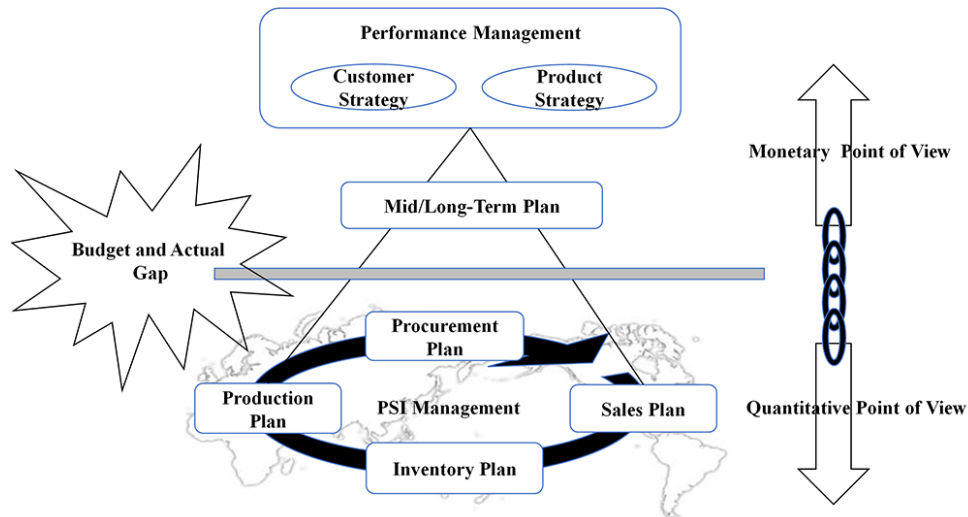 Performance Management
Customer
Strategy
Product
Strategy
Monetary Point of View
Mid/Long-Term Plan
Budget and Actual
Gap
Procurement
Plan
Production
Plan
PSI Management
Sales Plan
Quantitative Point of View
Inventory Plan